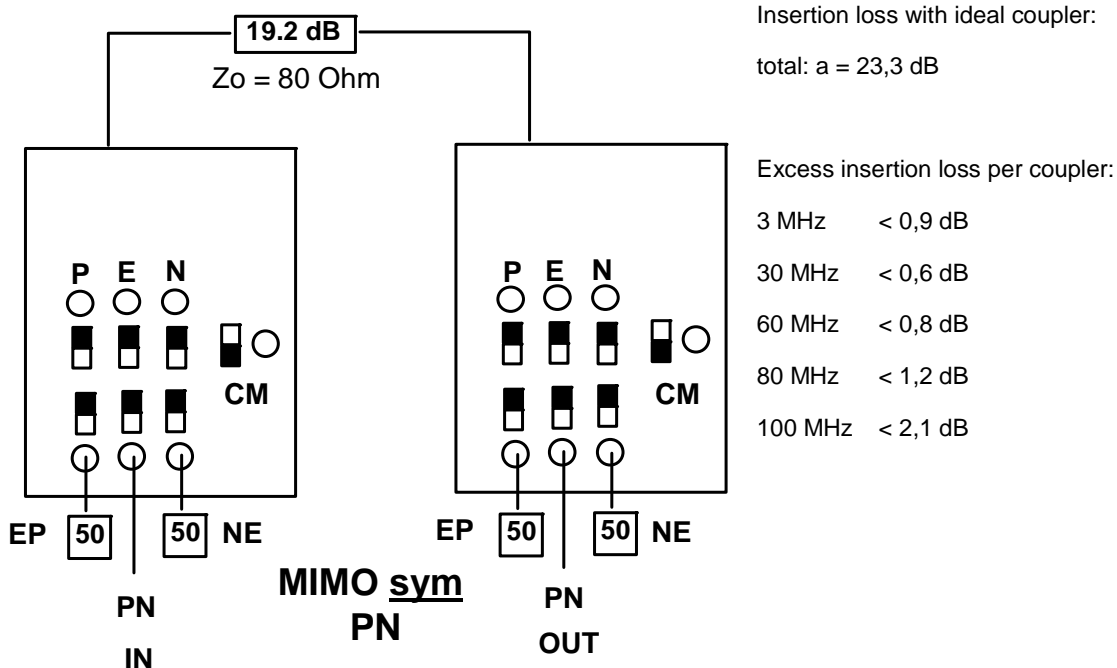 19.2 dB
Zo = 80 Ohm
Insertion loss with ideal coupler:
total: a = 23,3 dB
Excess insertion loss per coupler:
3 MHz < 0,9 dB
30 MHz < 0,6 dB
60 MHz < 0,8 dB
80 MHz < 1,2 dB
100 MHz < 2,1 dB
P E N
CM
P E N
CM
EP 50 50 NE
PN
IN
EP 50 50 NE
PN
OUT
MIMO sym
PN